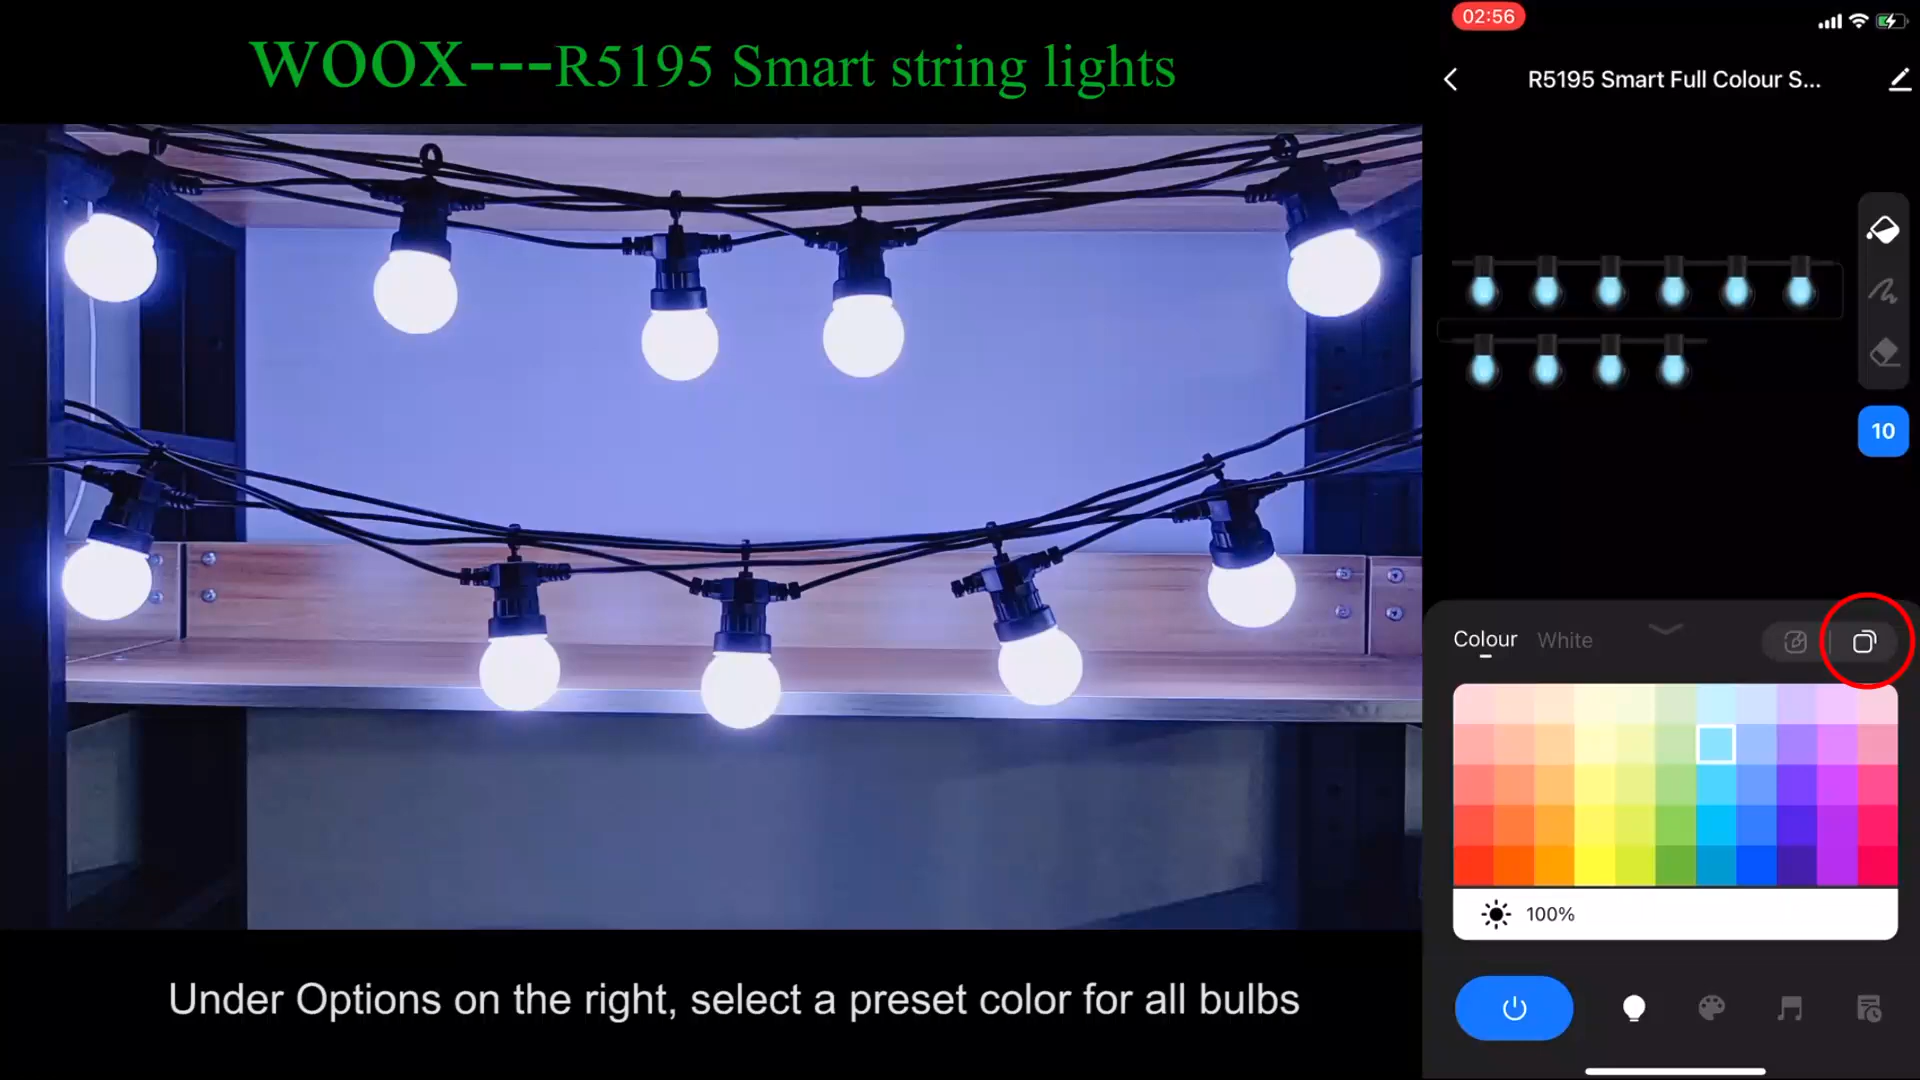 WOOX---R5195 Smart string lights
02:56
R5195 Smart Full Colour S...
10
Colour White
100%
Under Options on the right, select a preset color for all bulbs